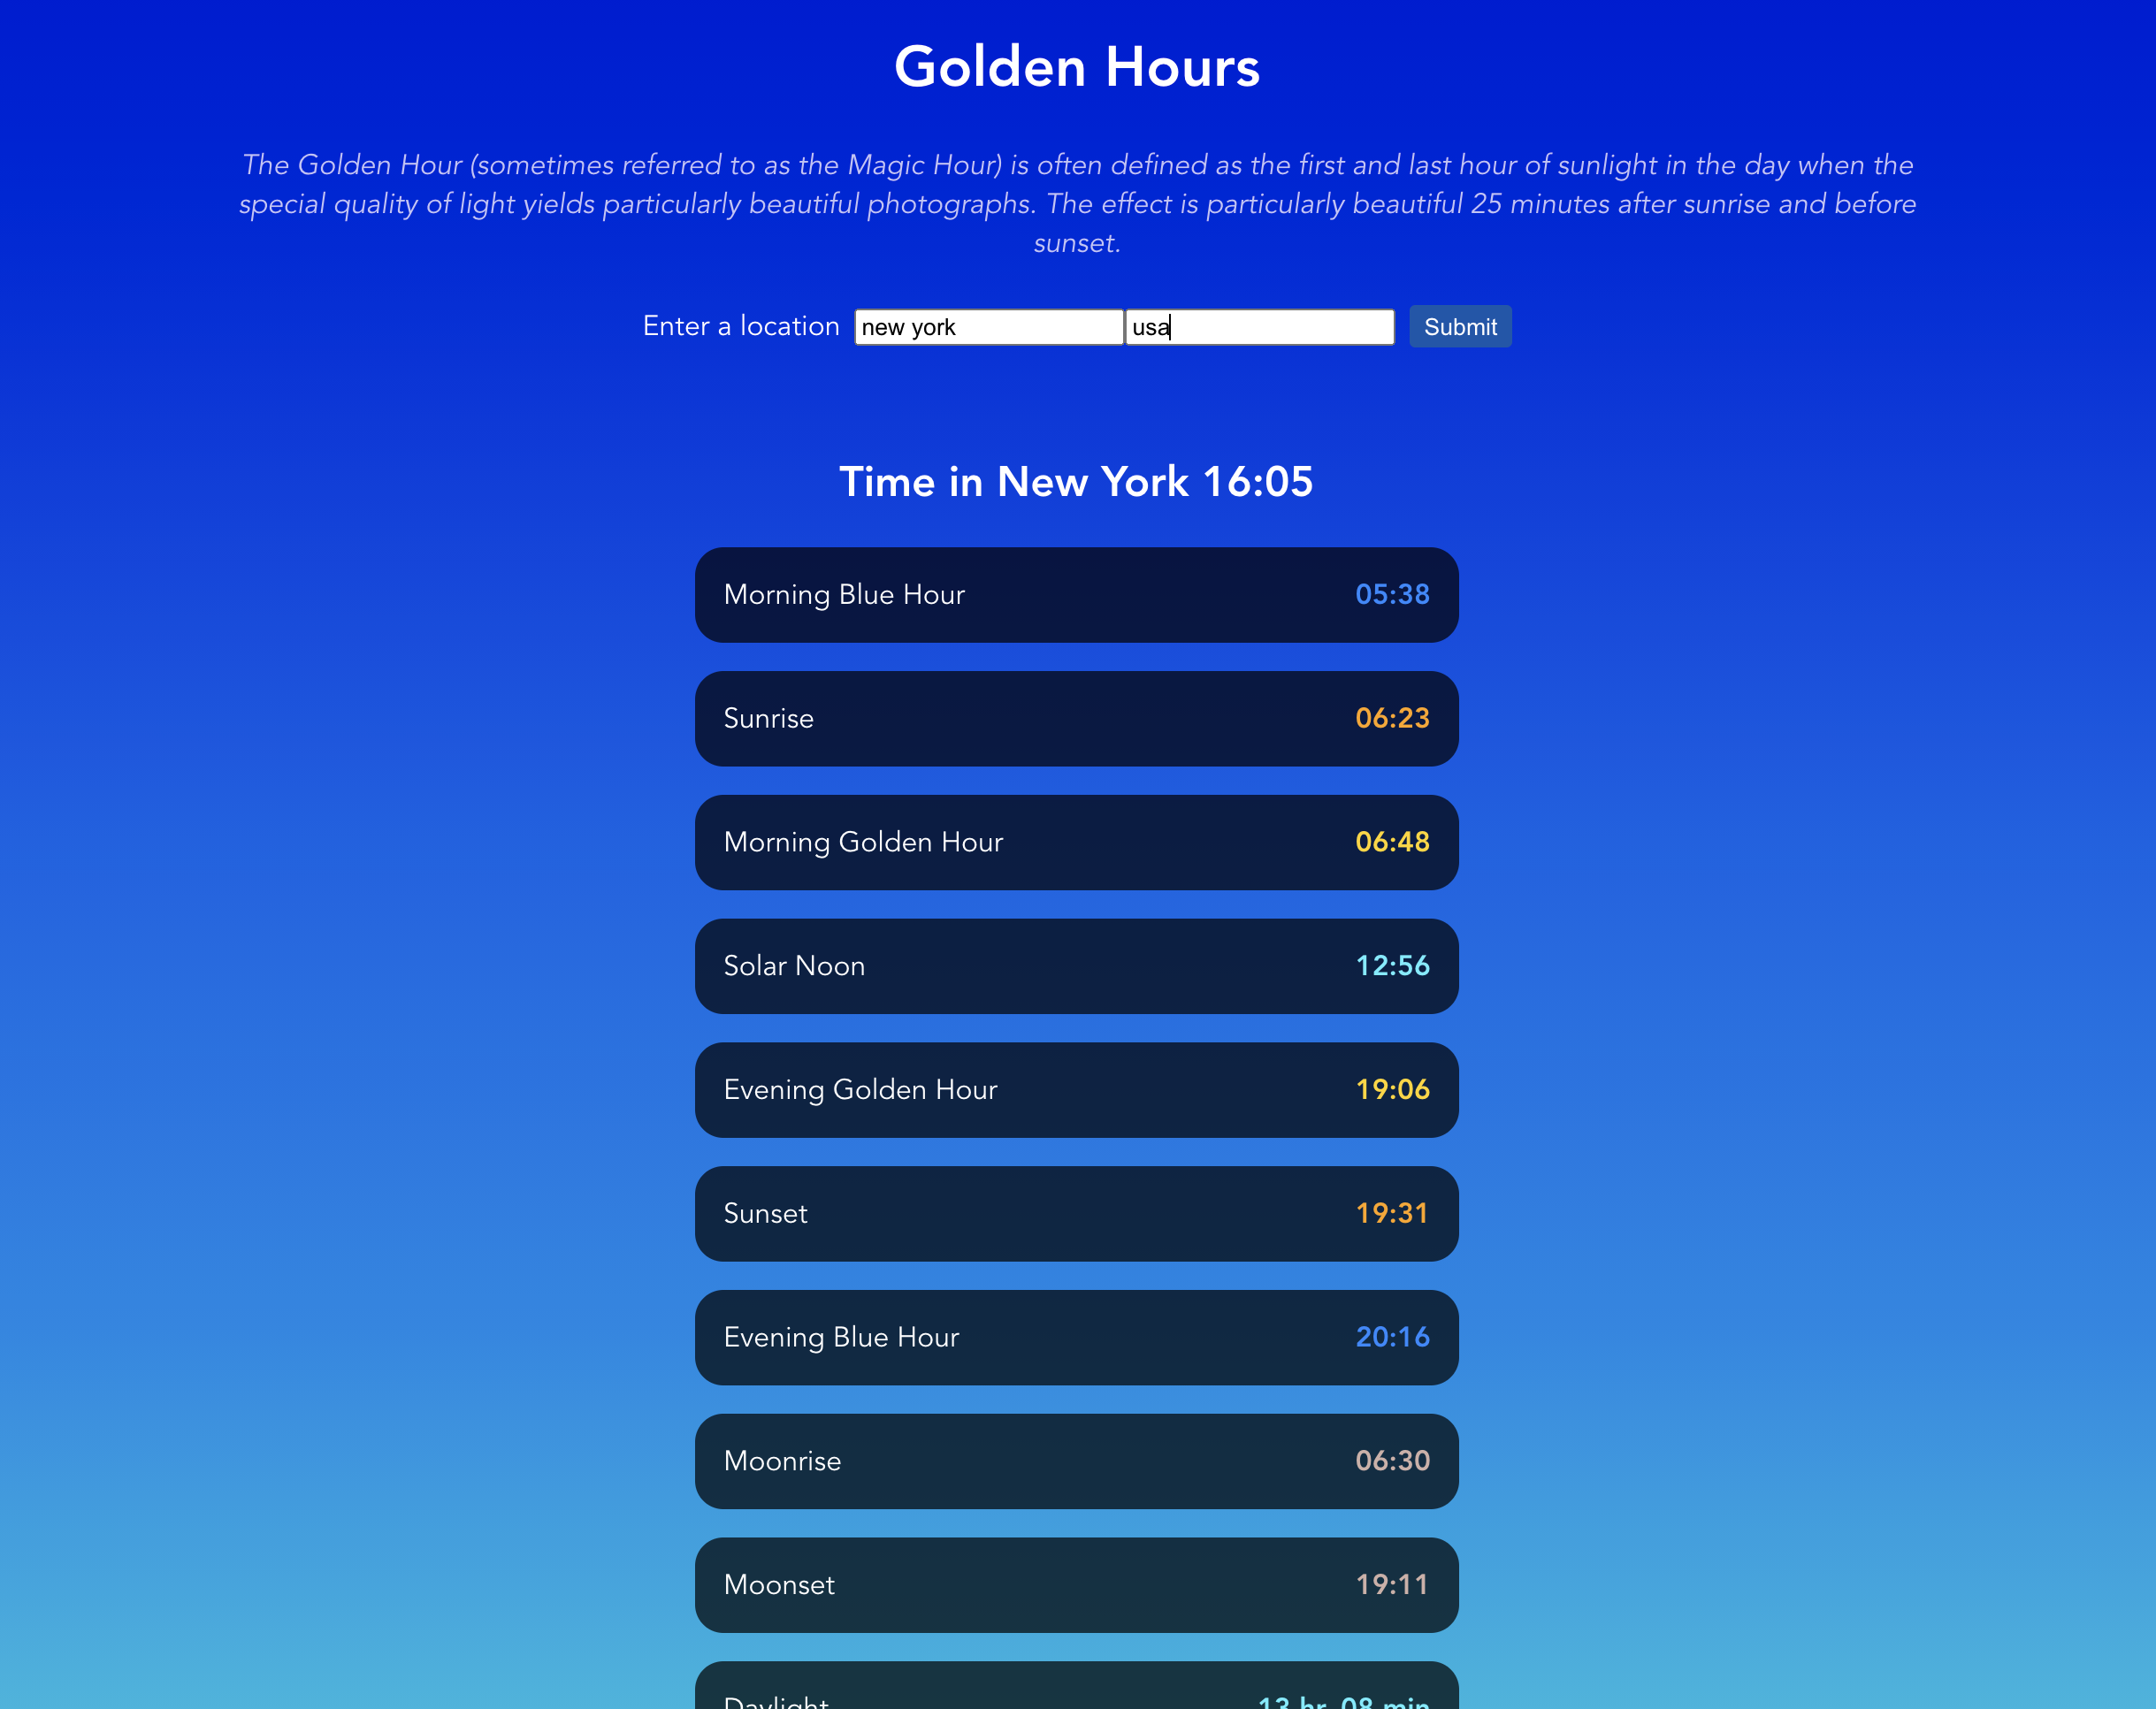 Golden Hours
The Golden Hour (sometimes referred to as the Magic Hour) is often defined as the first and last hour of sunlight in the day when the
special quality of light yields particularly beautiful photographs. The effect is particularly beautiful 25 minutes after sunrise and before
sunset.
Enter a location new york usa Submit
Time in New York 16:05
Morning Blue Hour 05:38
Sunrise 06:23
Morning Golden Hour 06:48
Solar Noon 12:56
Evening Golden Hour 19:06
Sunset 19:31
Evening Blue Hour 20:16
Moonrise 06:30
Moonset 19:11
Daylight 13 hr, 08 min